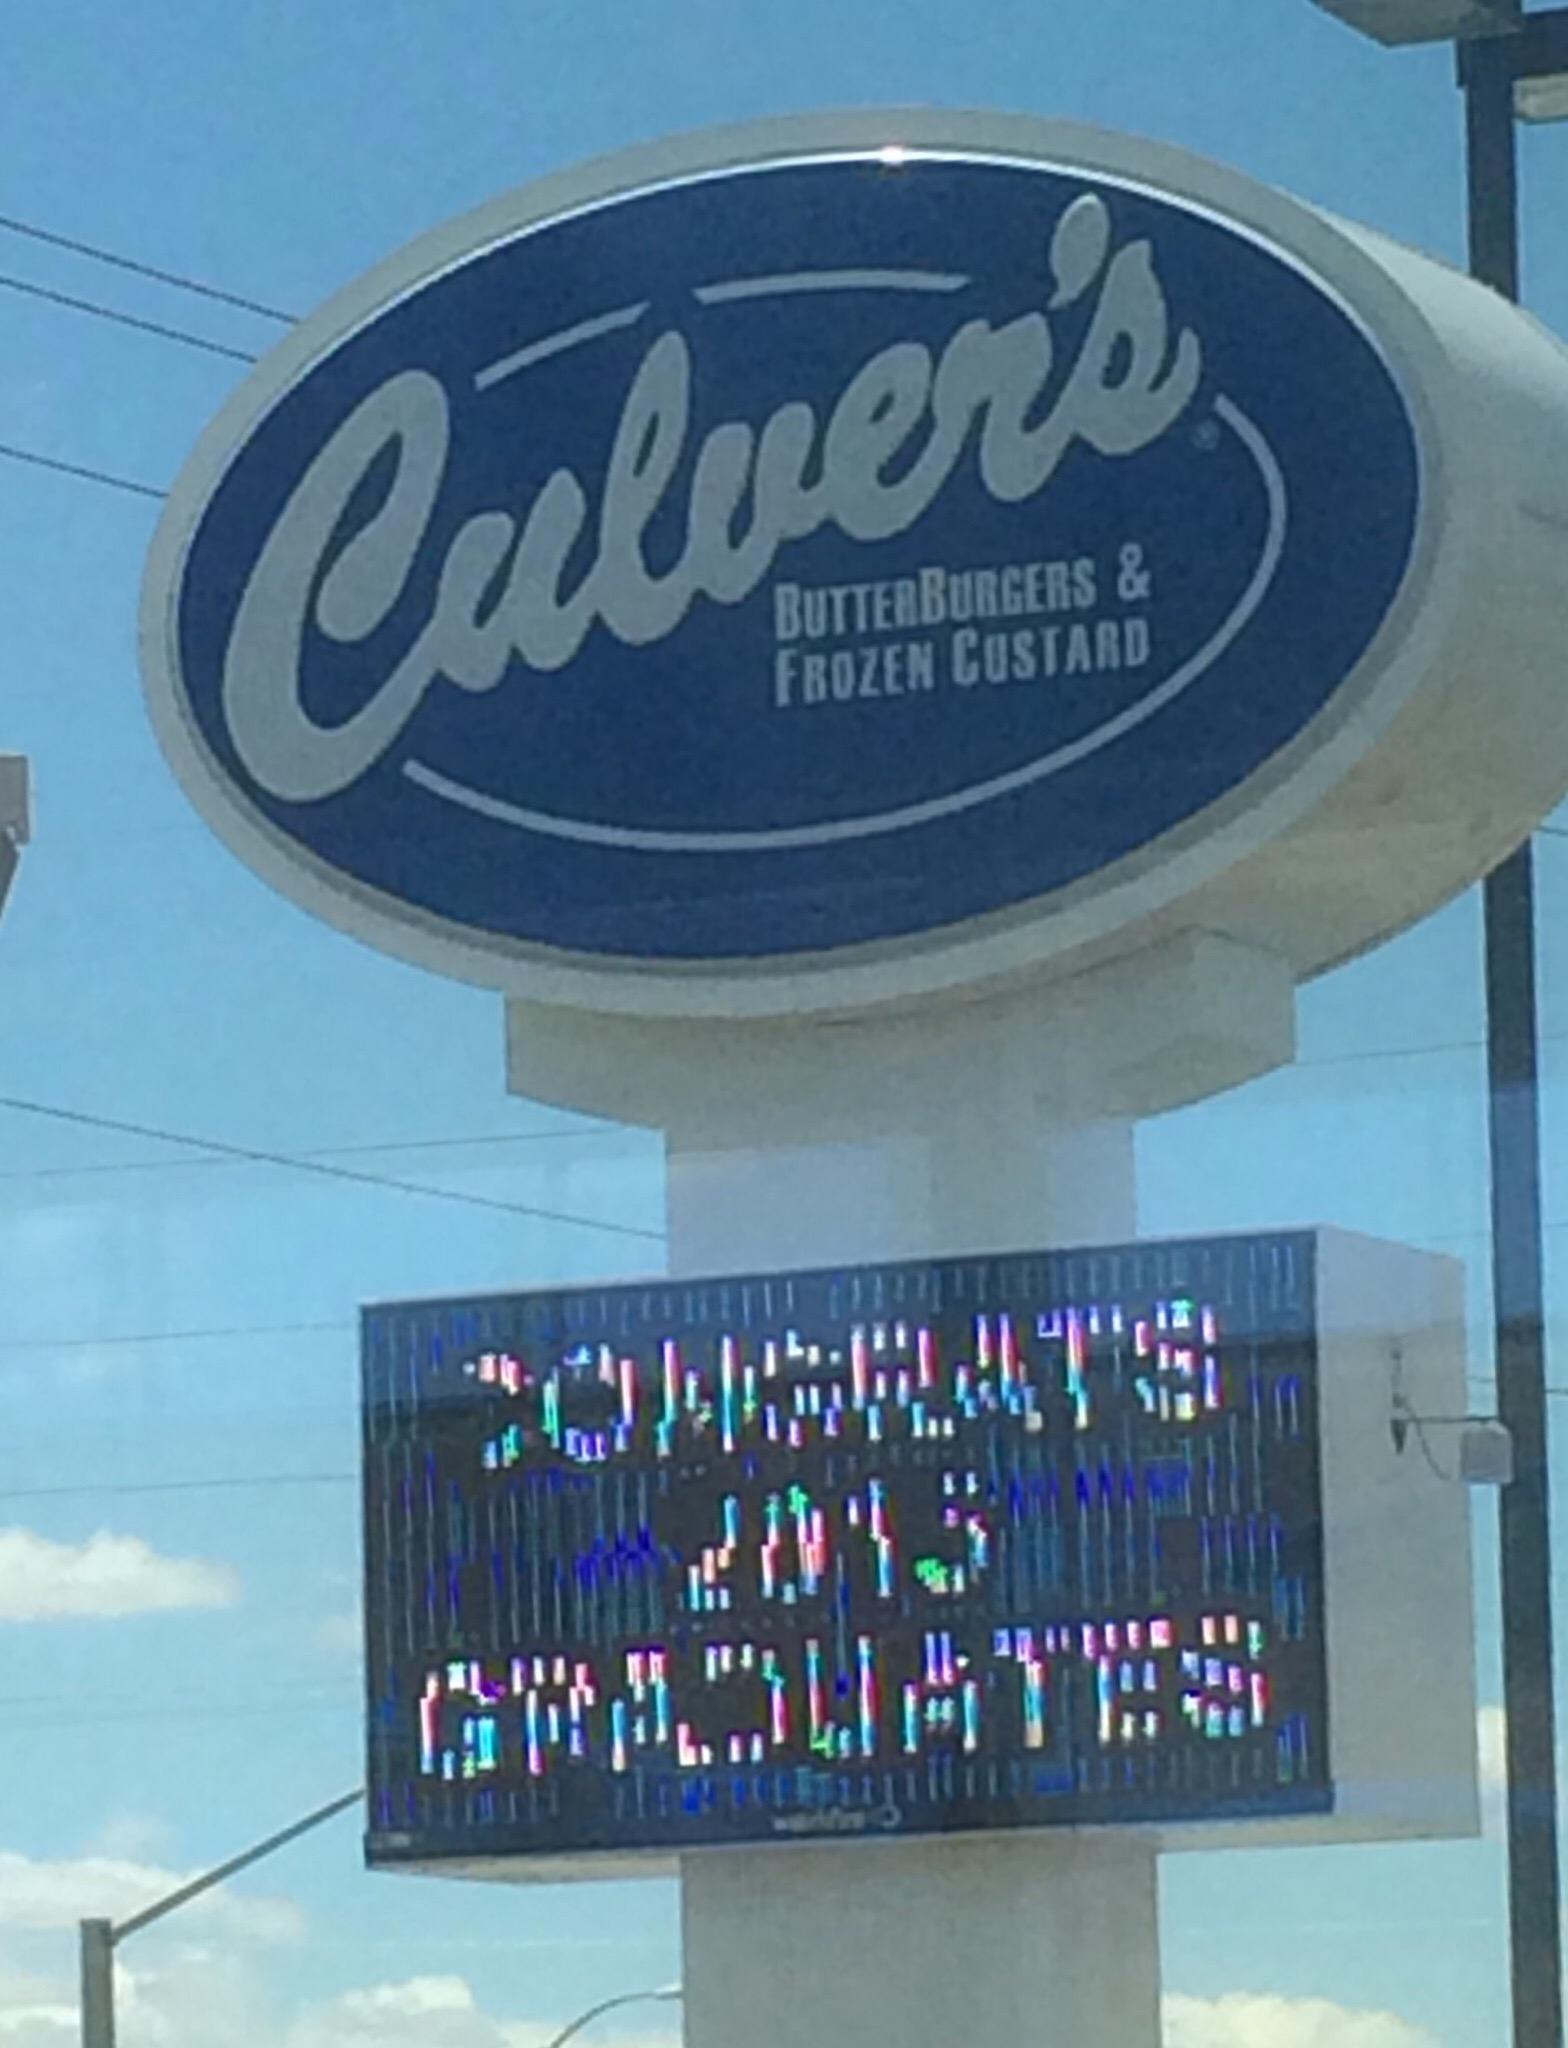 Culver's
BUTTERBURGERS &
FROZEN CUSTARD
CONGRATS
GRADUATES